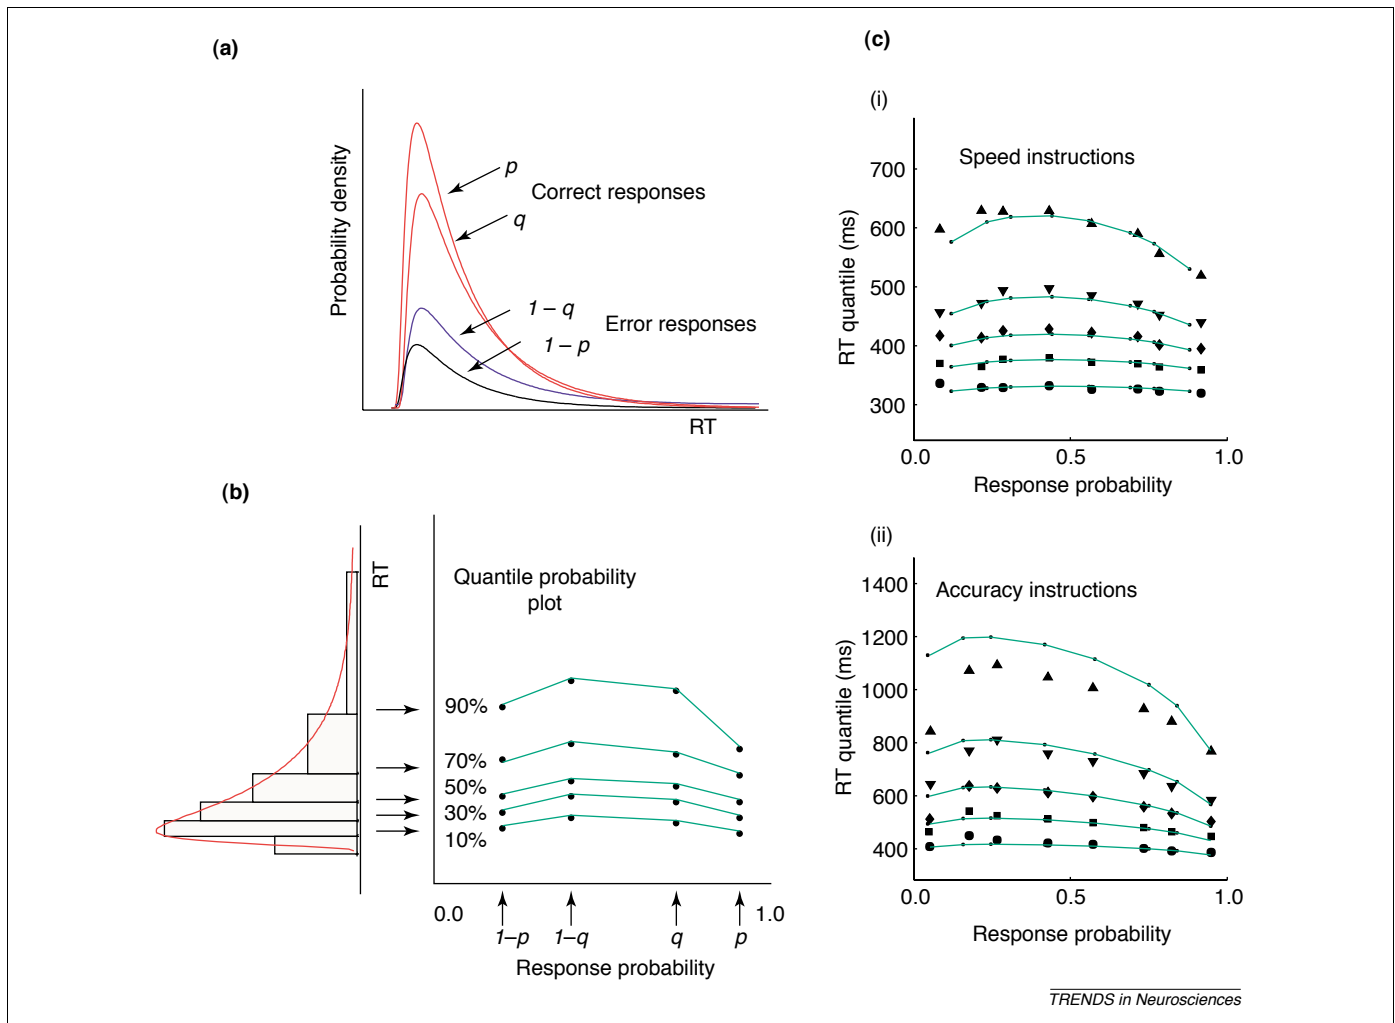 (a)
Probability density
p
Correct responses
q
1 – q
Error responses
1 – p
RT
(b)
RT
Quantile probability
plot
90%
70%
50%
30%
10%
0.0
1.0
1–p
1–q
q
p
Response probability
(c)
(i)
Speed instructions
RT quantile (ms)
700
600
500
400
300
0.0
0.5
1.0
Response probability
(ii)
Accuracy instructions
RT quantile (ms)
1400
1200
1000
800
600
400
0.0
0.5
1.0
Response probability
TRENDS in Neurosciences